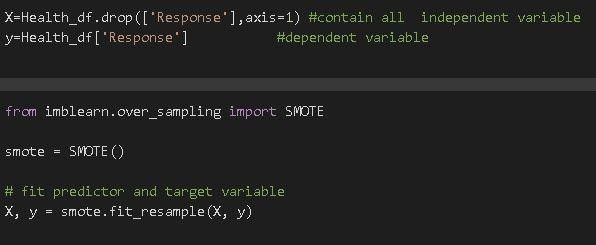 X=Health_df.drop(['Response'],axis=1) #contain all  independent variable
y=Health_df['Response']          #dependent variable
from imblearn.over_sampling import SMOTE
smote = SMOTE()
# fit predictor and target variable
X, y = smote.fit_resample(X, y)